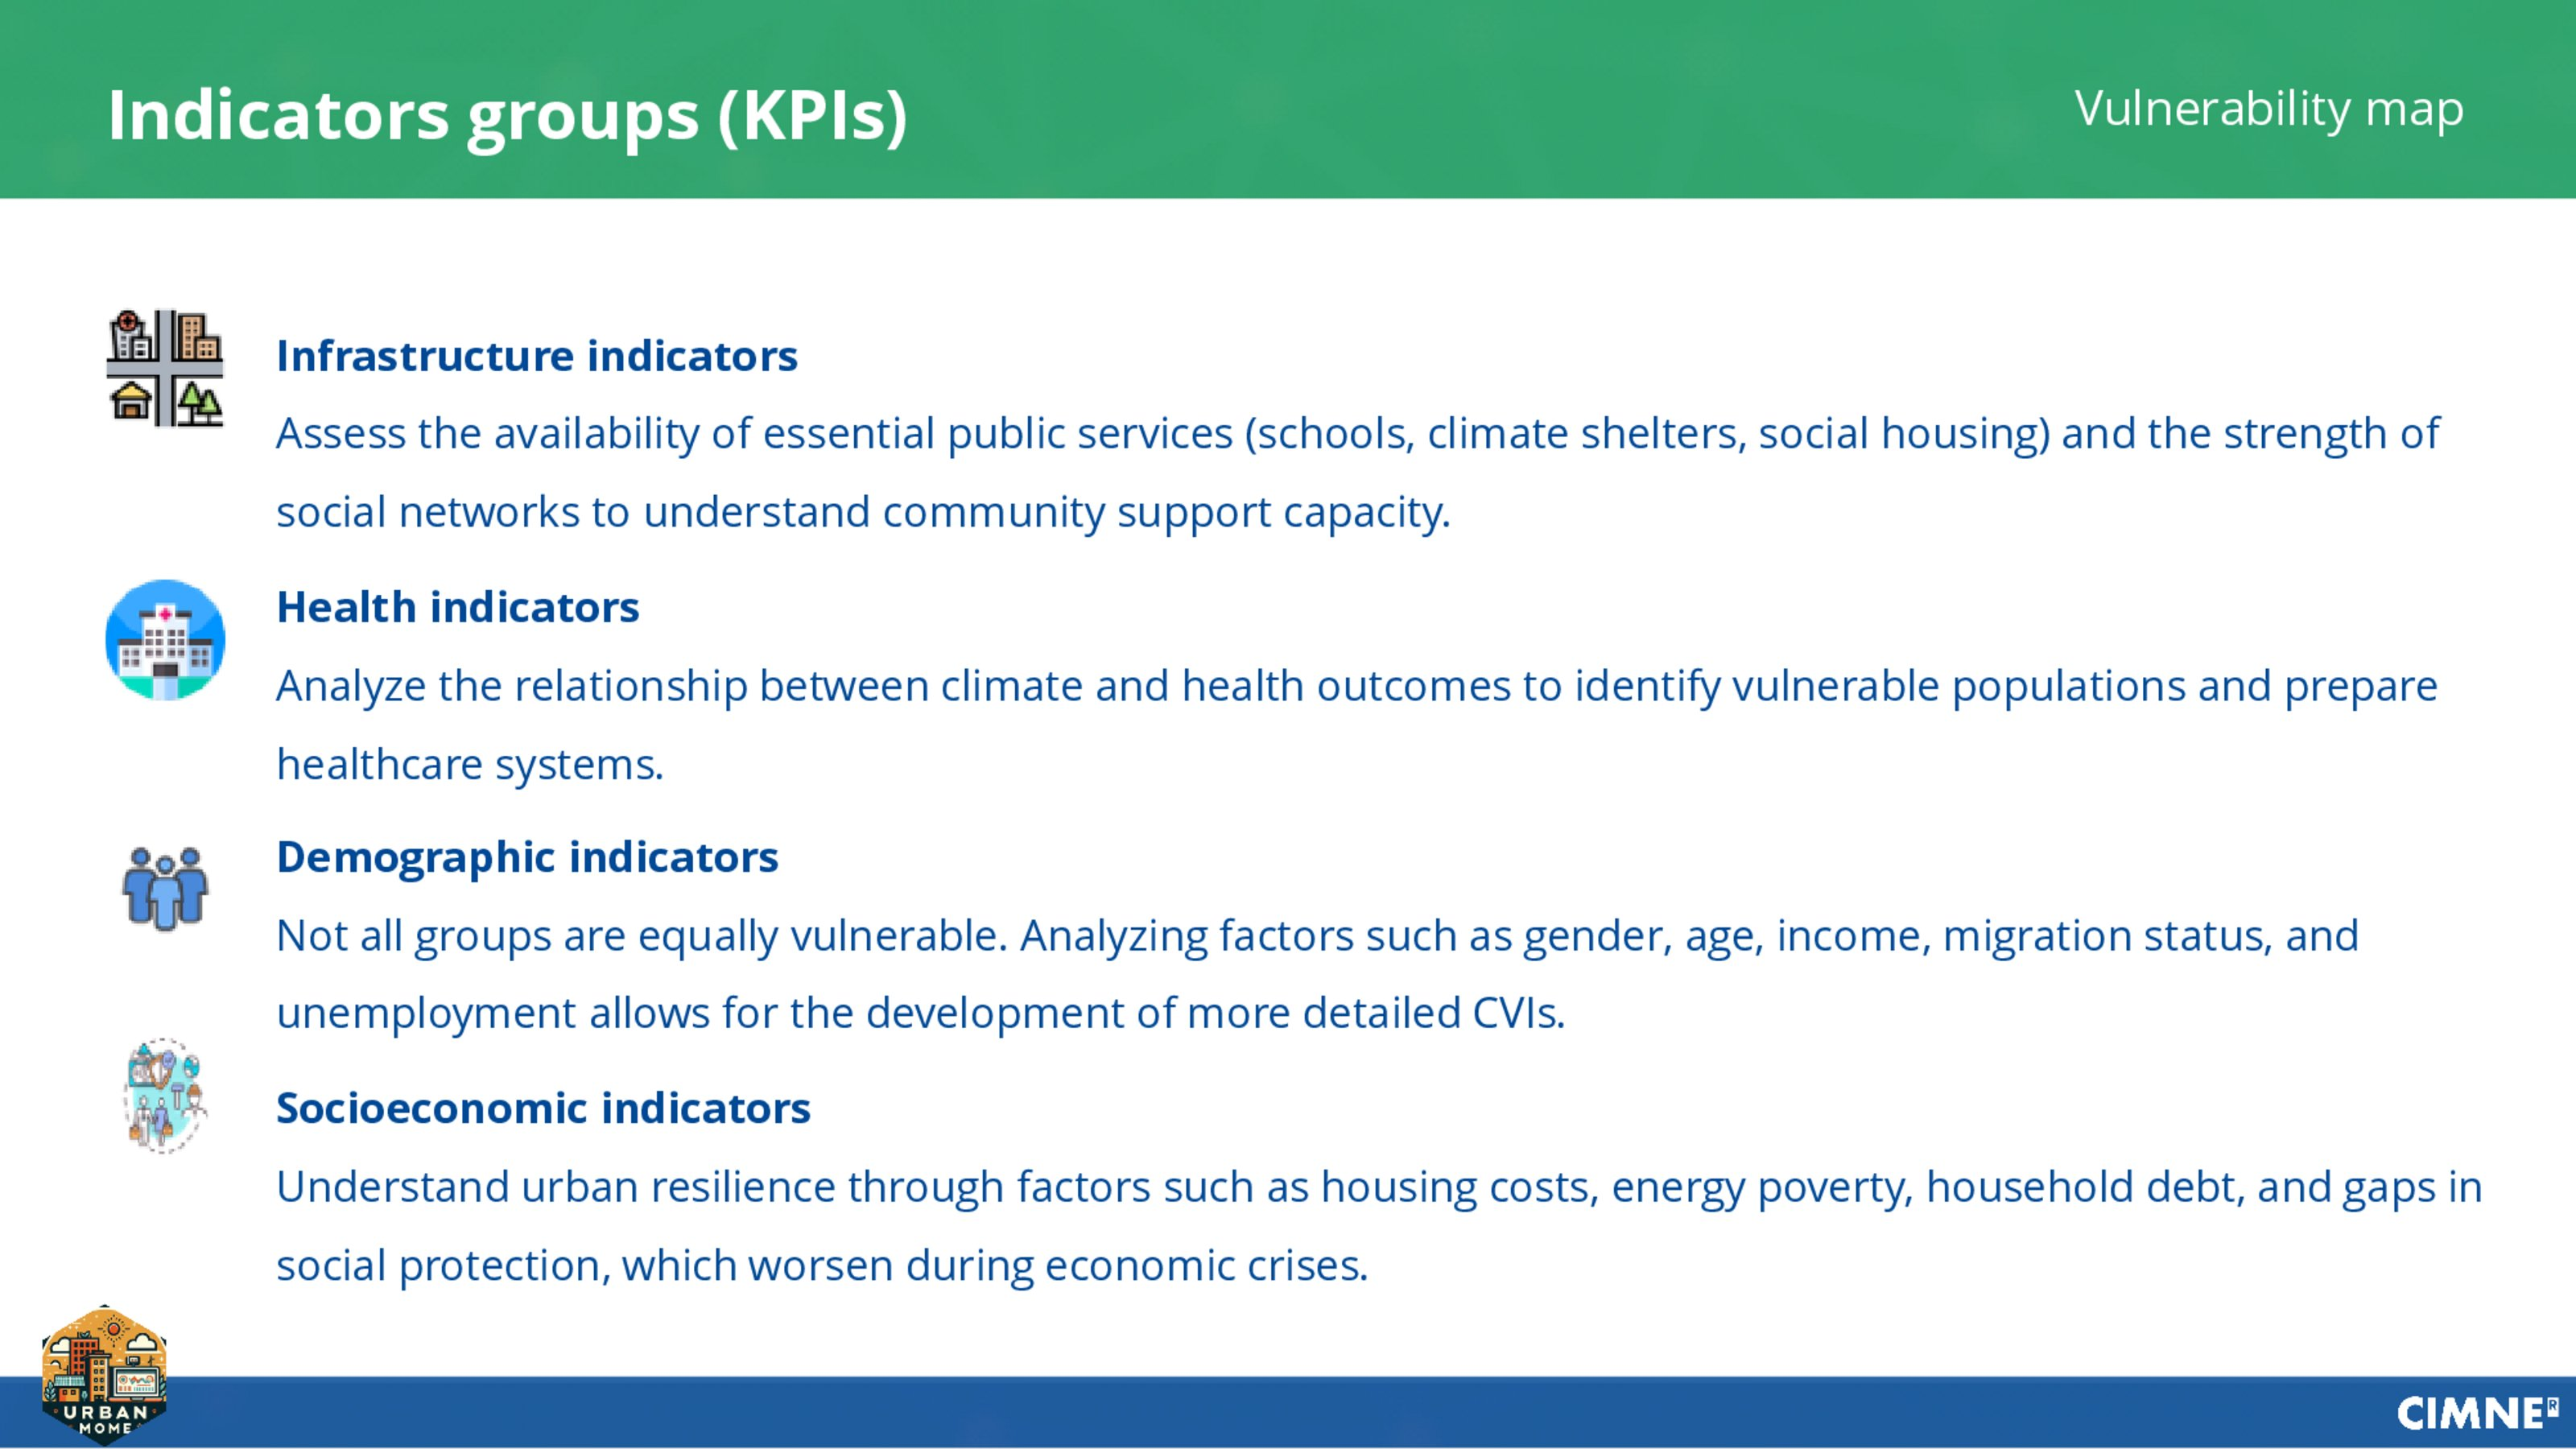 Indicators groups (KPIs)
Vulnerability map
Infrastructure indicators
Assess the availability of essential public services (schools, climate shelters, social housing) and the strength of
social networks to understand community support capacity.
Health indicators
Analyze the relationship between climate and health outcomes to identify vulnerable populations and prepare
healthcare systems.
Demographic indicators
Not all groups are equally vulnerable. Analyzing factors such as gender, age, income, migration status, and
unemployment allows for the development of more detailed CVIs.
Socioeconomic indicators
Understand urban resilience through factors such as housing costs, energy poverty, household debt, and gaps in
social protection, which worsen during economic crises.
URBAN
MOME
CIMNE R